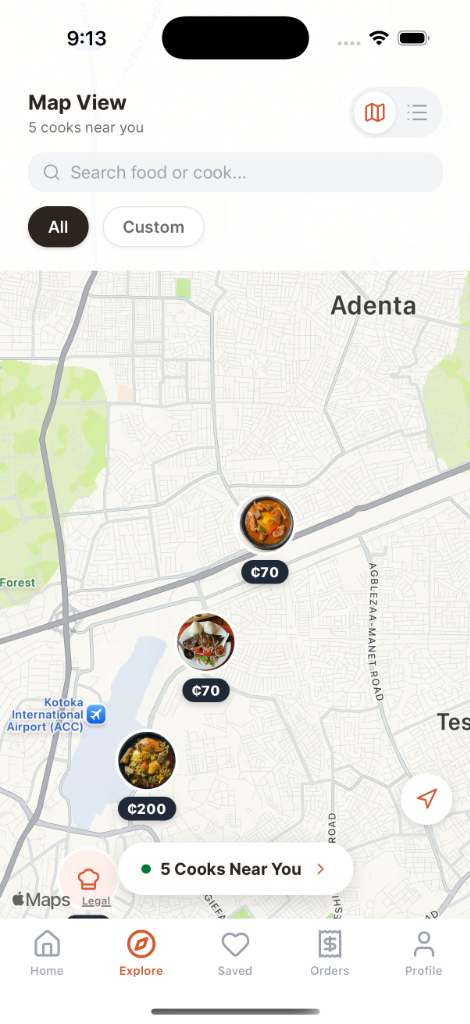 9:13
Map View
5 cooks near you
Search food or cook...
All
Custom
Adenta
₵70
Forest
AGBLEZAA-MANET ROAD
₵70
Kotoka
International
Airport (ACC)
Tes
₵200
5 Cooks Near You
Maps
Legal
ROAD
Home
Explore
Saved
Orders
Profile